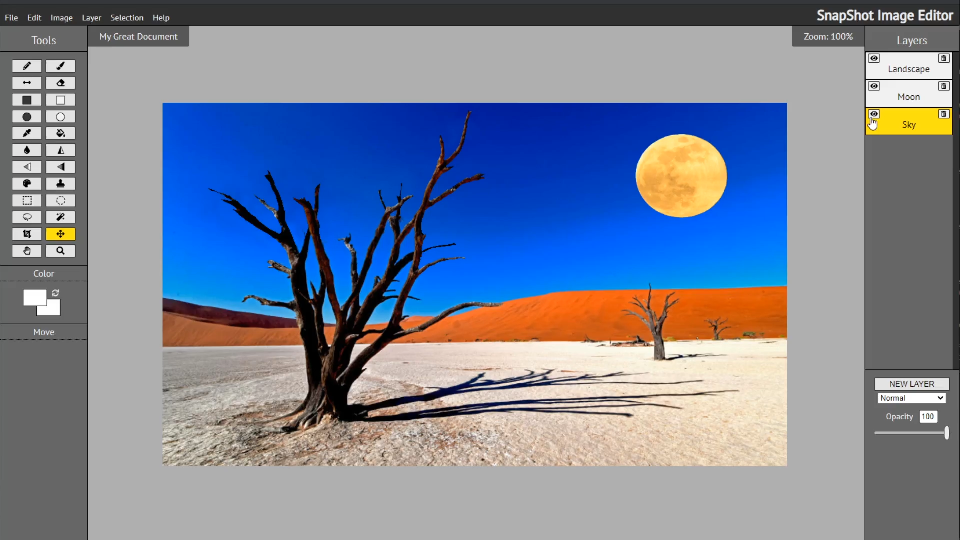 SnapShot Image Editor
File Edit Image Layer Selection Help
Tools
My Great Document
Zoom: 100%
Layers
Landscape
Moon
Sky
Color
Move
NEW LAYER
Normal
Opacity 100